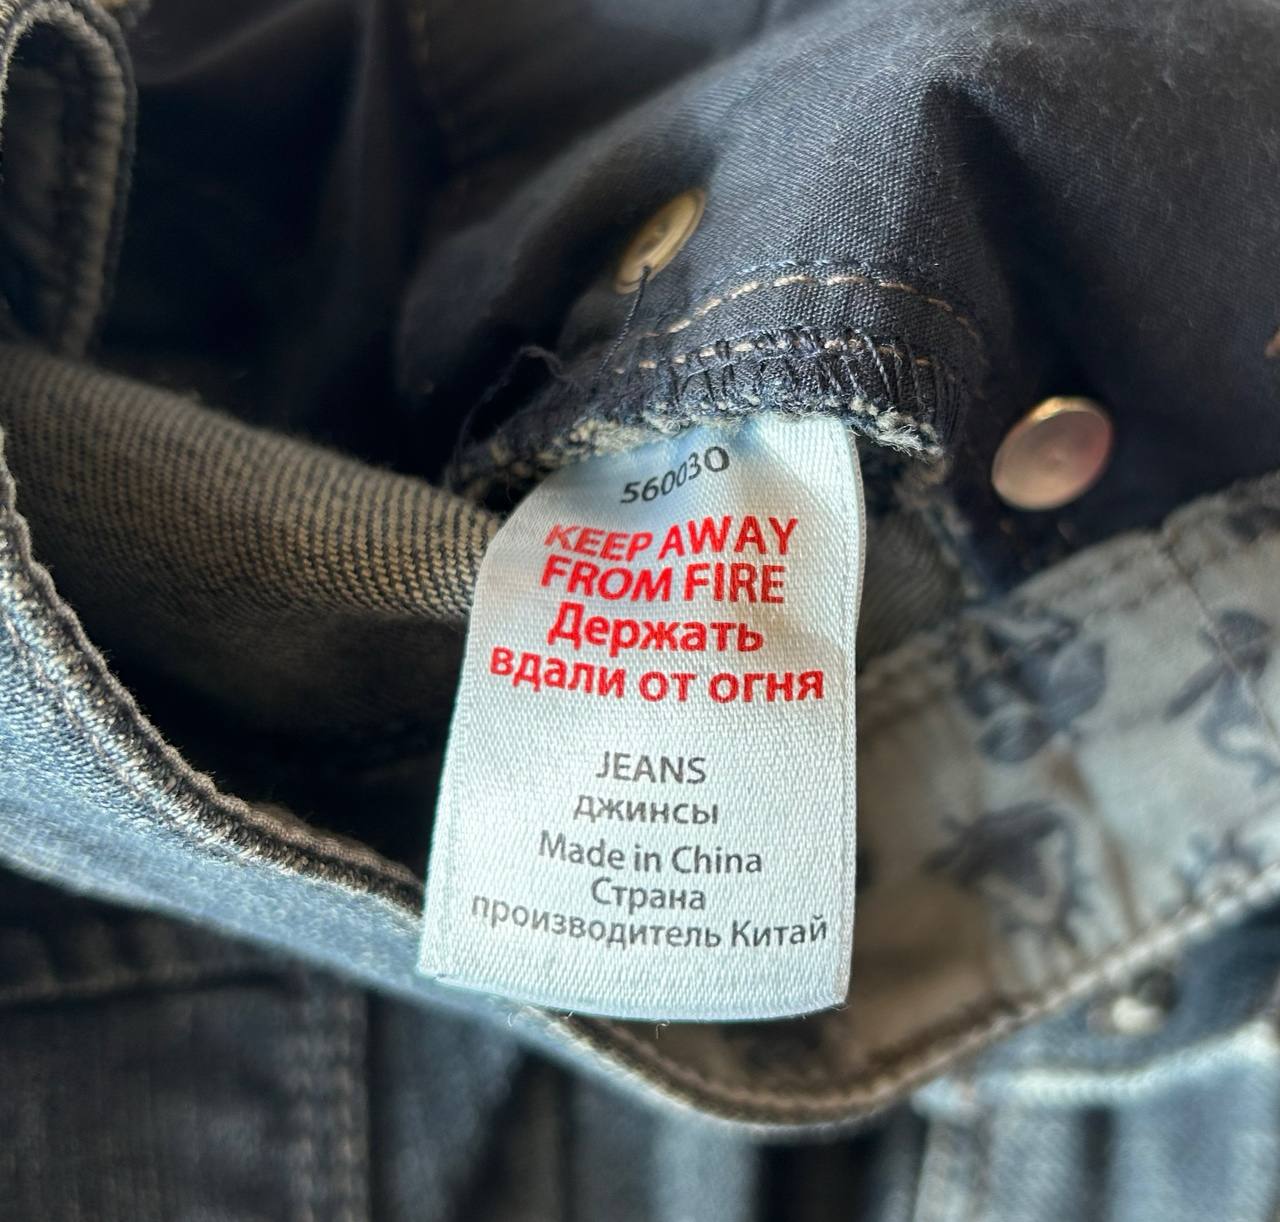 560030
KEEP AWAY
FROM FIRE
Держать
вдали от огня
JEANS
джинсы
Made in China
Страна
производитель Китай